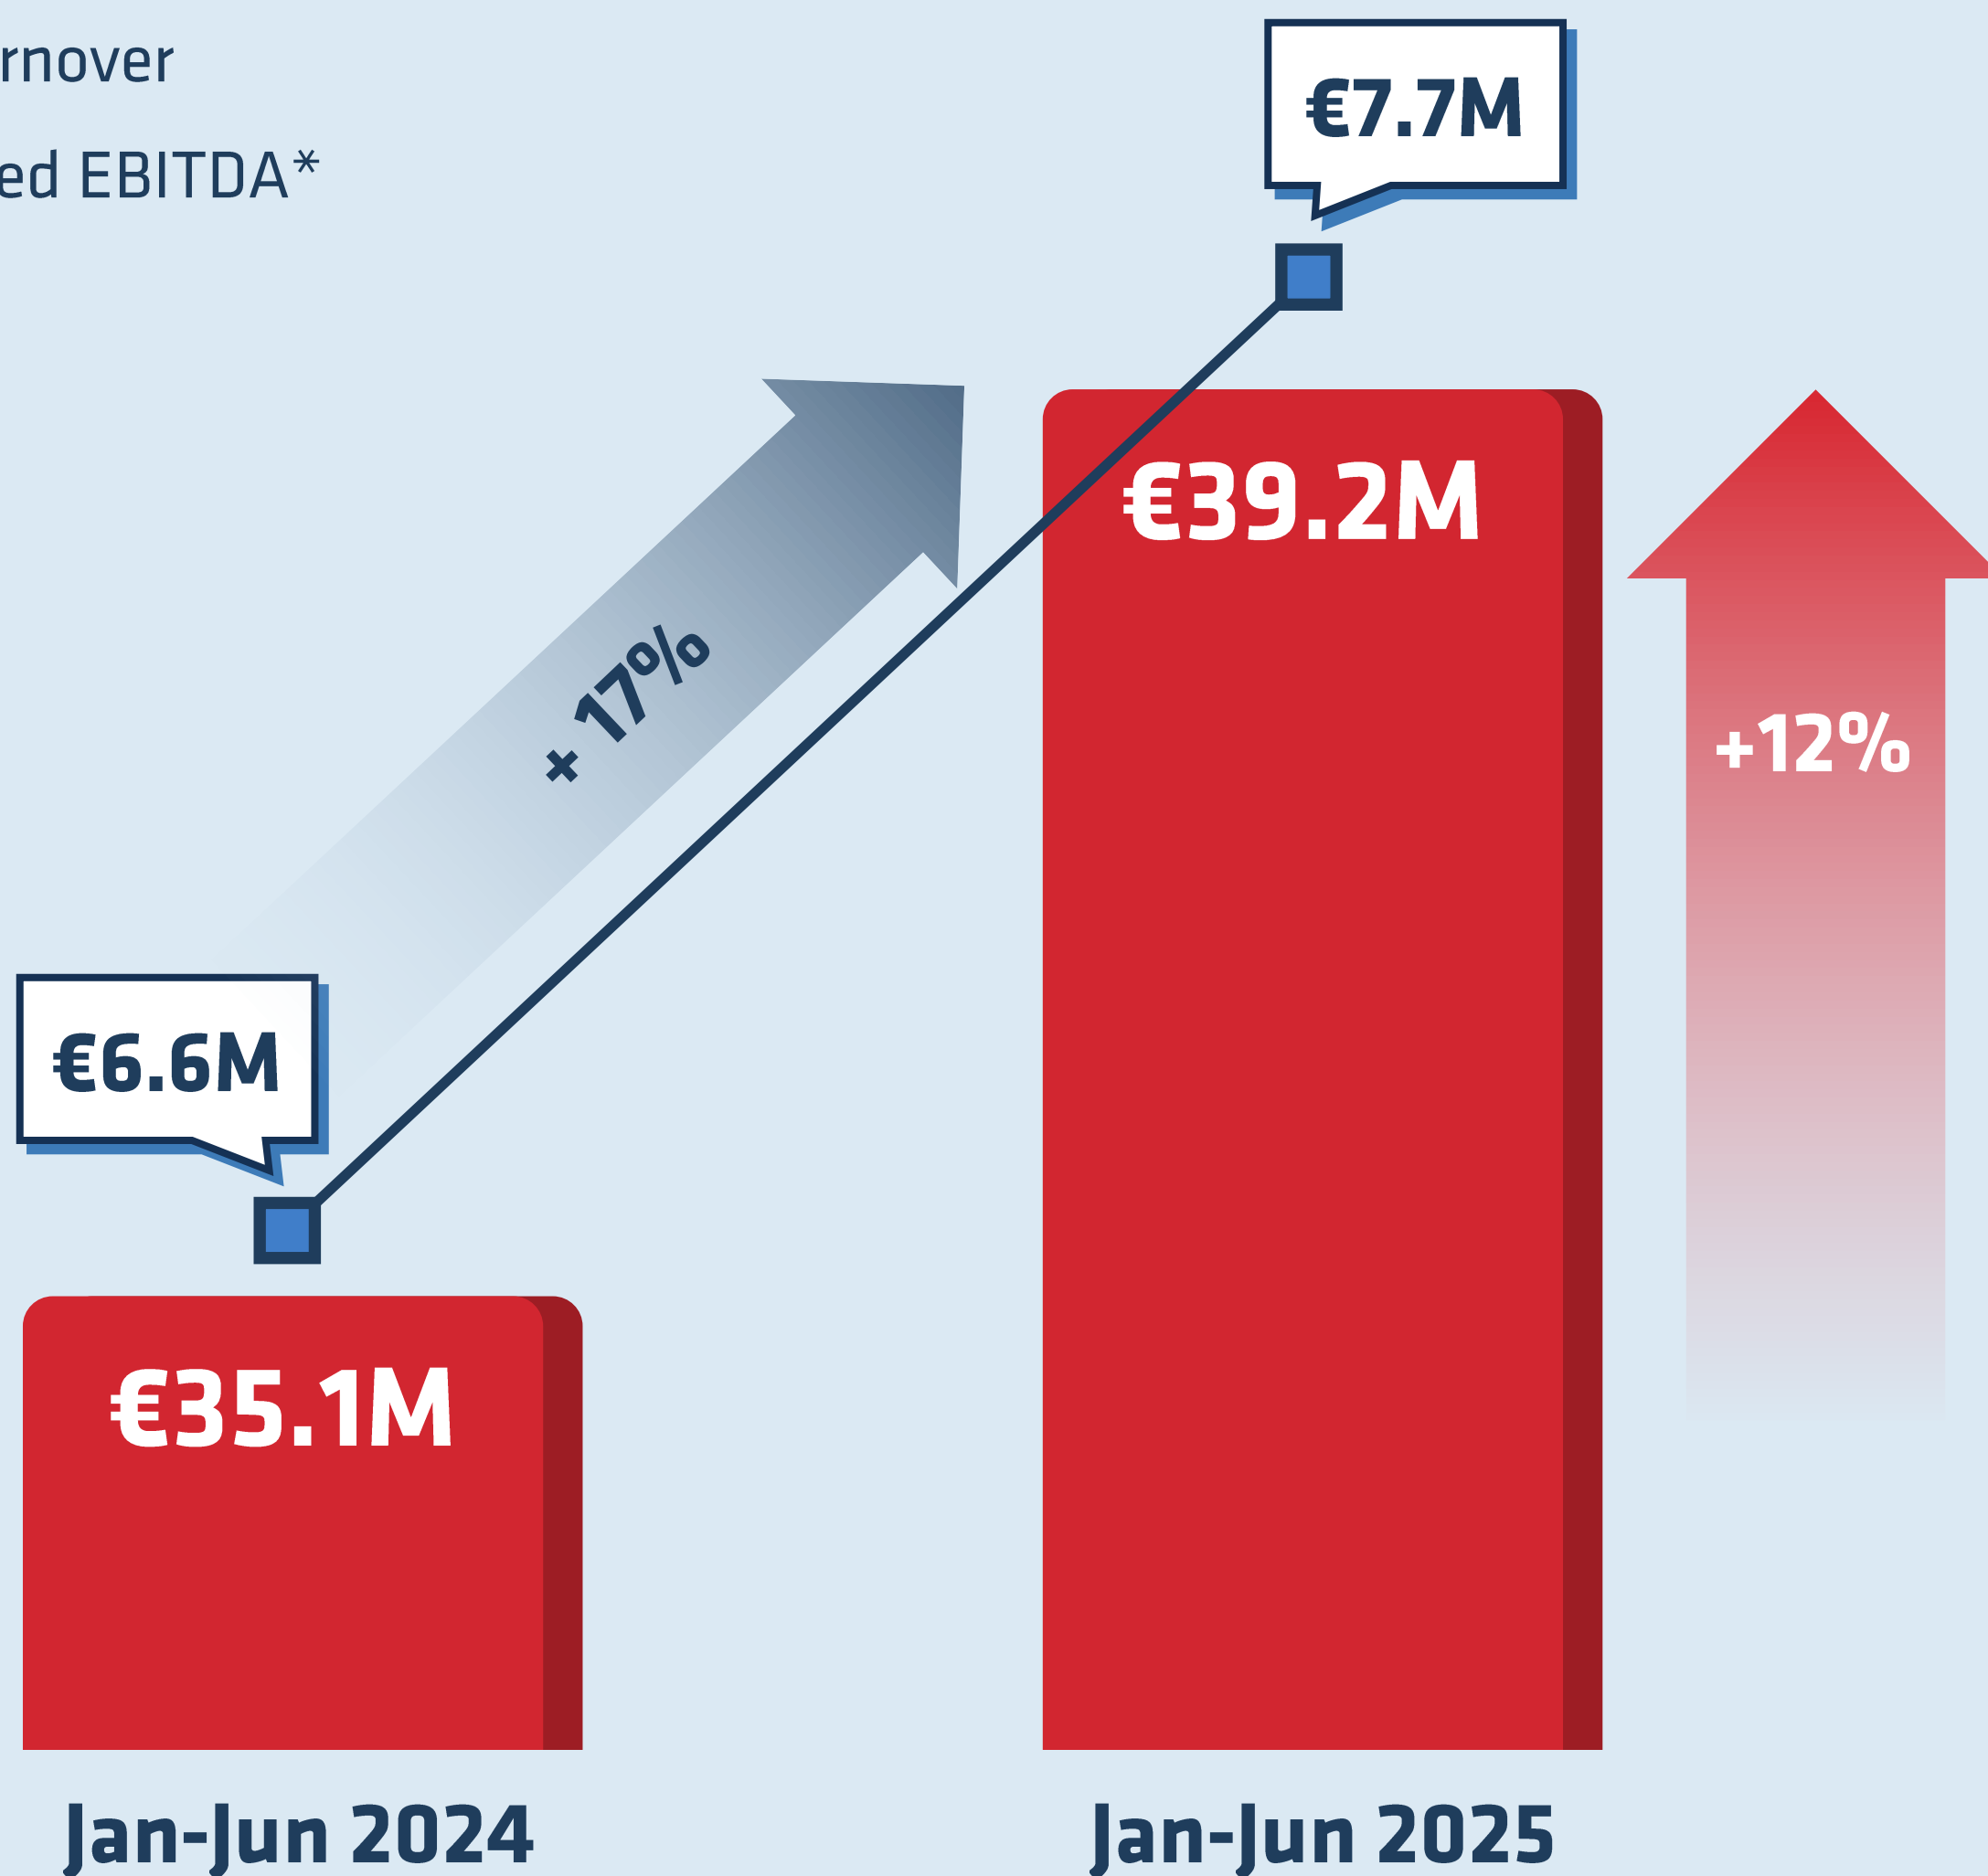 rnover
ed EBITDA*
€7.7M
€39.2M
+ 17%
+12%
€6.6M
€35.1M
Jan-Jun 2024
Jan-Jun 2025